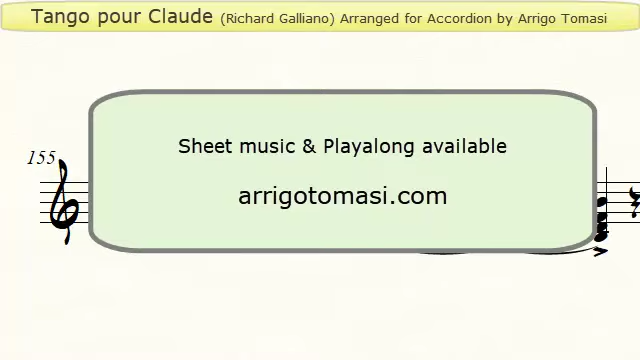 Tango pour Claude (Richard Galliano) Arranged for Accordion by Arrigo Tomasi
Sheet music & Playalong available
arrigotomasi.com
155